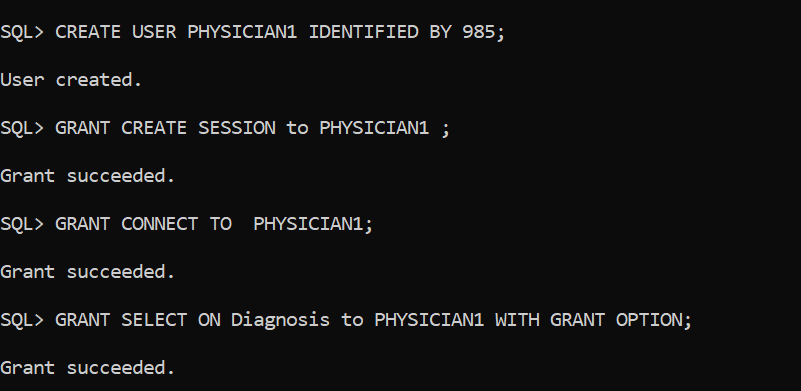 SQL> CREATE USER PHYSICIAN1 IDENTIFIED BY 985;
User created.
SQL> GRANT CREATE SESSION to PHYSICIAN1 ;
Grant succeeded.
SQL> GRANT CONNECT TO  PHYSICIAN1;
Grant succeeded.
SQL> GRANT SELECT ON Diagnosis to PHYSICIAN1 WITH GRANT OPTION;
Grant succeeded.